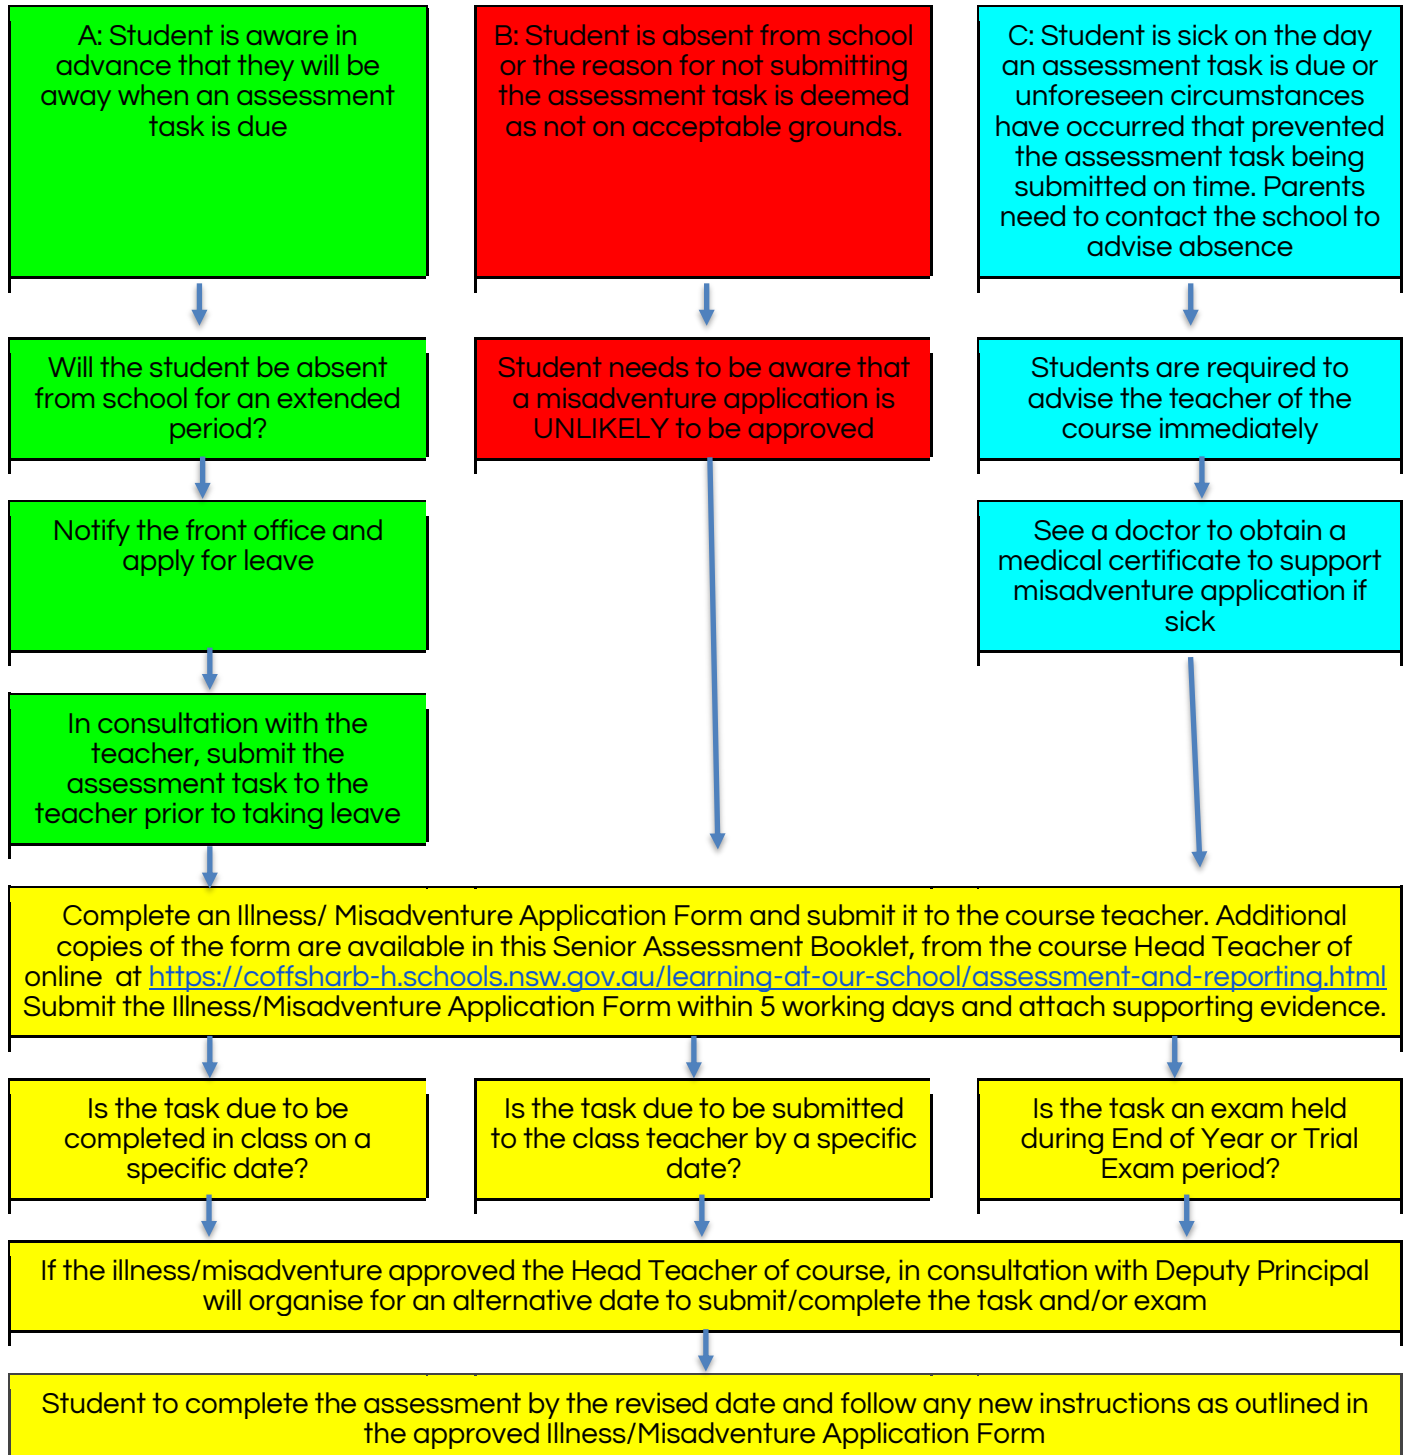 A: Student is aware in
advance that they will be
away when an assessment
task is due
B: Student is absent from school
or the reason for not submitting
the assessment task is deemed
as not on acceptable grounds.
C: Student is sick on the day
an assessment task is due or
unforeseen circumstances
have occurred that prevented
the assessment task being
submitted on time. Parents
need to contact the school to
advise absence
Will the student be absent
from school for an extended
period?
Student needs to be aware that
a misadventure application is
UNLIKELY to be approved
Students are required to
advise the teacher of the
course immediately
Notify the front office and
apply for leave
See a doctor to obtain a
medical certificate to support
misadventure application if
sick
In consultation with the
teacher, submit the
assessment task to the
teacher prior to taking leave
Complete an Illness/ Misadventure Application Form and submit it to the course teacher. Additional
copies of the form are available in this Senior Assessment Booklet, from the course Head Teacher of
online at https://coffsharb-h.schools.nsw.gov.au/learning-at-our-school/assessment-and-reporting.html
Submit the Illness/Misadventure Application Form within 5 working days and attach supporting evidence.
Is the task due to be
completed in class on a
specific date?
Is the task due to be submitted
to the class teacher by a specific
date?
Is the task an exam held
during End of Year or Trial
Exam period?
If the illness/misadventure approved the Head Teacher of course, in consultation with Deputy Principal
will organise for an alternative date to submit/complete the task and/or exam
Student to complete the assessment by the revised date and follow any new instructions as outlined in
the approved Illness/Misadventure Application Form